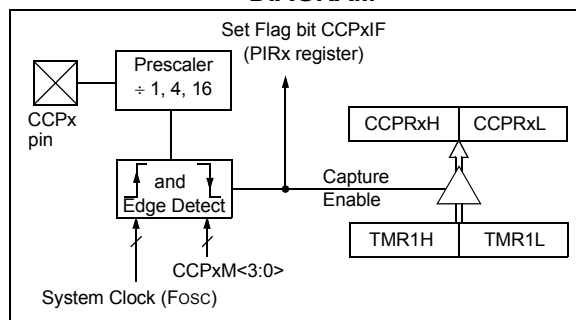 Set Flag bit CCPxIF
(PIRx register)
Prescaler
÷ 1, 4, 16
CCPx
pin
CCPRxH
CCPRxL
and
Edge Detect
Capture
Enable
TMR1H
TMR1L
CCPxM<3:0>
System Clock (FOSC)